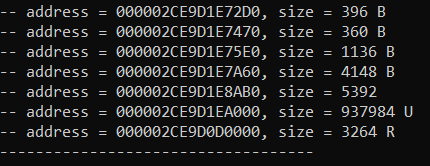 -- address = 000002CE9D1E72D0, size = 396 B
-- address = 000002CE9D1E7470, size = 360 B
-- address = 000002CE9D1E75E0, size = 1136 B
-- address = 000002CE9D1E7A60, size = 4148 B
-- address = 000002CE9D1E8AB0, size = 5392
-- address = 000002CE9D1EA000, size = 937984 U
-- address = 000002CE9D0D0000, size = 3264 R
-----------------------------------